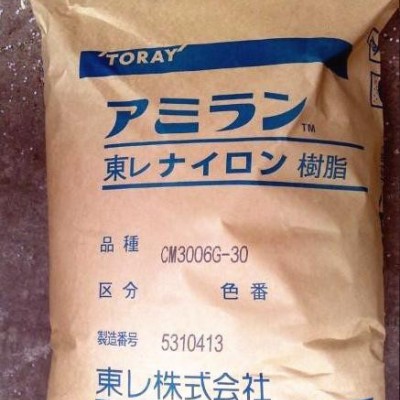 TORAY
アミラン™
東レ ナイロン 樹脂
品種 CM3006G-30
区分 色番
製造番号 5310413
東レ株式会社